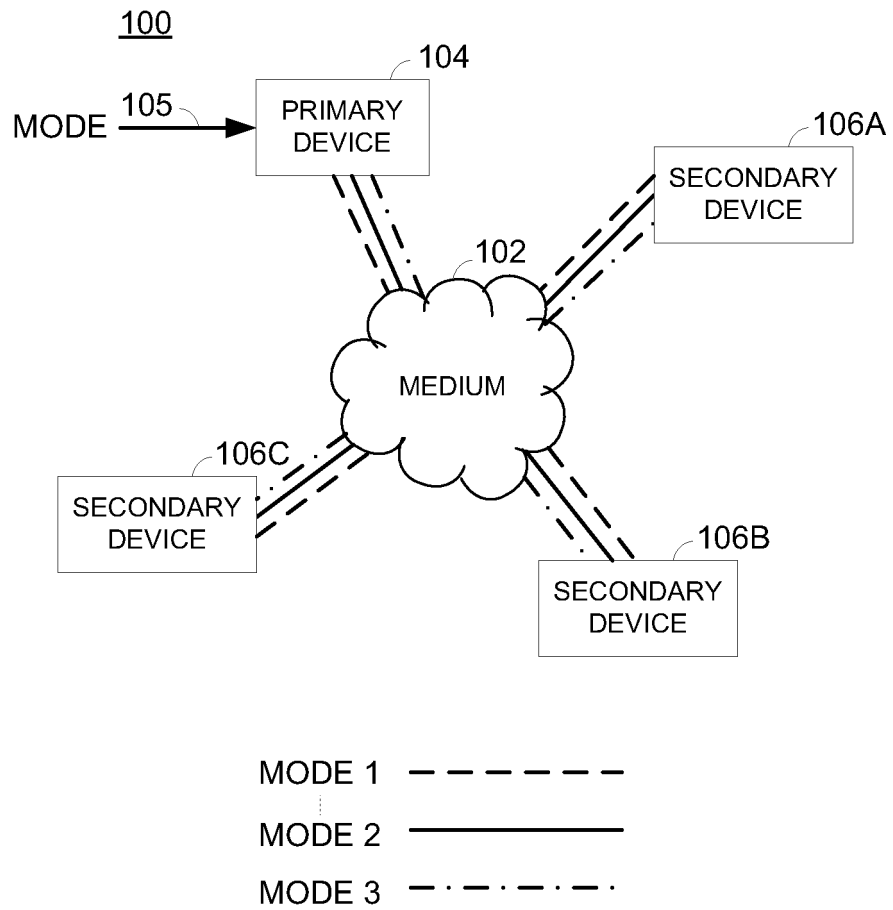 100
104
105
MODE
PRIMARY
DEVICE
106A
SECONDARY
DEVICE
102
MEDIUM
106C
SECONDARY
DEVICE
106B
SECONDARY
DEVICE
MODE 1
MODE 2
MODE 3